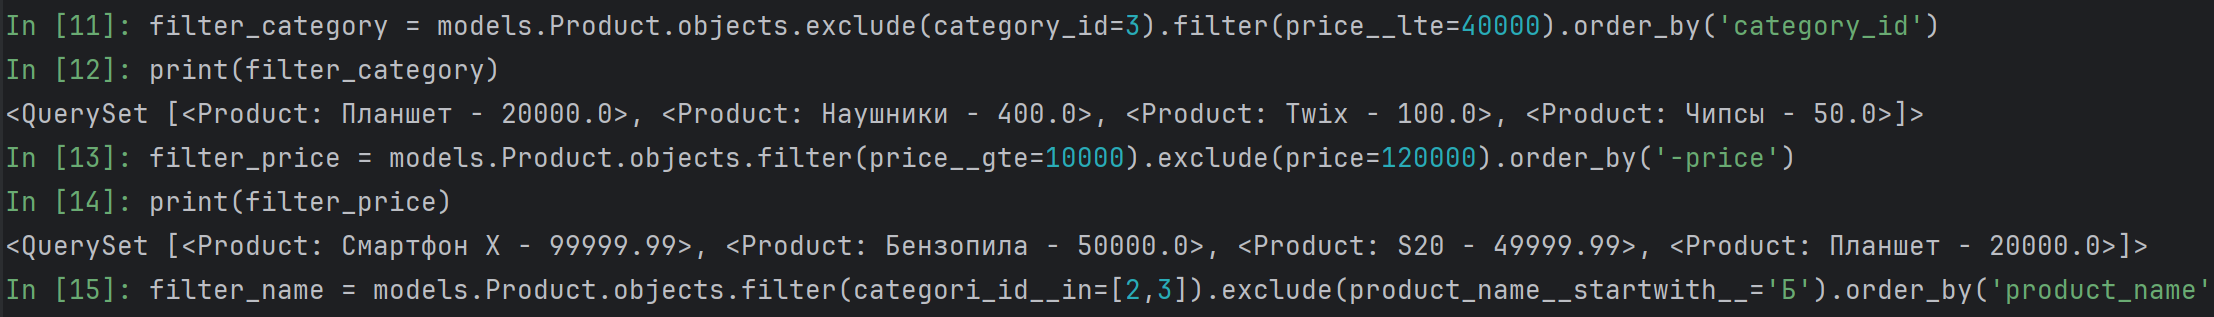 In [11]: filter_category = models.Product.objects.exclude(category_id=3).filter(price__lte=40000).order_by('category_id')
In [12]: print(filter_category)
<QuerySet [<Product: Планшет - 20000.0>, <Product: Наушники - 400.0>, <Product: Twix - 100.0>, <Product: Чипсы - 50.0>]>
In [13]: filter_price = models.Product.objects.filter(price__gte=10000).exclude(price=120000).order_by('-price')
In [14]: print(filter_price)
<QuerySet [<Product: Смартфон X - 99999.99>, <Product: Бензопила - 50000.0>, <Product: S20 - 49999.99>, <Product: Планшет - 20000.0>]>
In [15]: filter_name = models.Product.objects.filter(categori_id__in=[2,3]).exclude(product_name__startwith__='Б').order_by('product_name'